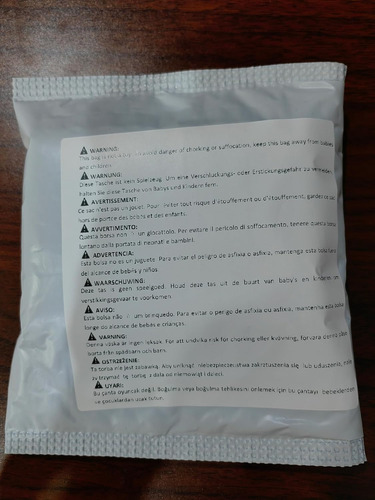 ⚠ WARNING:
This bag is not a toy. To avoid danger of chorking or suffocation, keep this bag away from babies
and children.
⚠ WARNUNG:
Diese Tasche ist kein Spielzeug. Um eine Verschluckungs- oder Erstickungsgefahr zu vermeiden,
halten Sie diese Tasche von Babys und Kindern fern.
⚠ AVERTISSEMENT:
Ce sac n'est pas un jouet. Pour éviter tout risque d'étouffement ou d'étouffement, gardez ce sac
hors de portée des bébés et des enfants.
⚠ AVVERTIMENTO:
Questa borsa non è un giocattolo. Per evitare il pericolo di soffocamento, tenere questa borsa
lontano dalla portata di neonati e bambini.
⚠ ADVERTENCIA:
Esta bolsa no es un juguete. Para evitar el peligro de asfixia o asfixia, mantenga esta bolsa fuera
del alcance de bebés y niños
⚠ WAARSCHUWING:
Deze tas is geen speelgoed. Houd deze tas uit de buurt van baby's en kinderen om
verstikkingsgevaar te voorkomen
⚠ AVISO:
Esta bolsa não é um brinquedo. Para evitar o perigo de asfixia ou asfixia, mantenha esta bolsa
longe do alcance de bebés e crianças.
⚠ VARNING:
Denna väska är ingen leksak. För att undvika risk for chorking eller kvävning, förvara denna väska
borta från spädbarn och barn.
⚠ OSTRZEŻENIE:
Ta torba nie jest zabawką. Aby uniknąć niebezpieczeństwa zakrztuszenia się lub uduszenia, należy
trzymać tę torbę z dala od niemowląt i dzieci.
⚠ UYARI:
Bu çanta oyuncak değil. Boğulma veya boğulma tehlikesini önlemek için bu çantayı bebeklerden
ve çocuklardan uzak tutun.